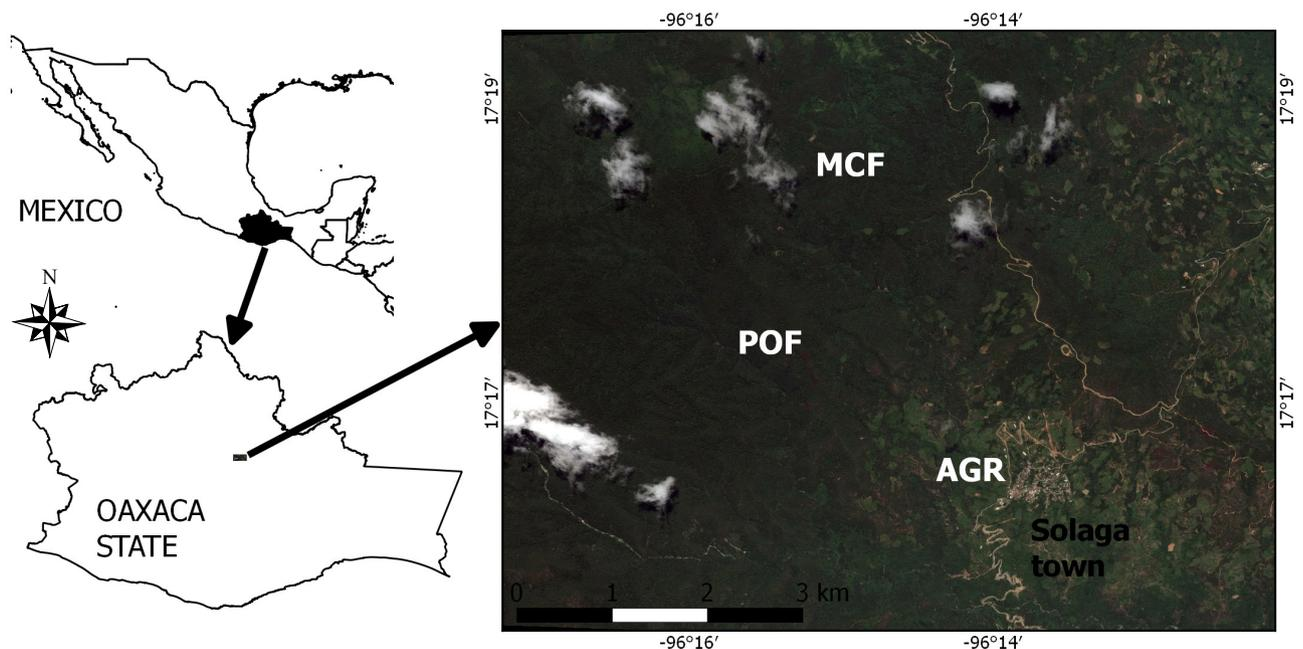 -96°16′ -96°14′
17°19′ 17°19′
MCF
MEXICO
N
POF
17°17′ 17°17′
AGR
OAXACA
STATE
Solaga
town
0 1 2 3 km
-96°16′ -96°14′